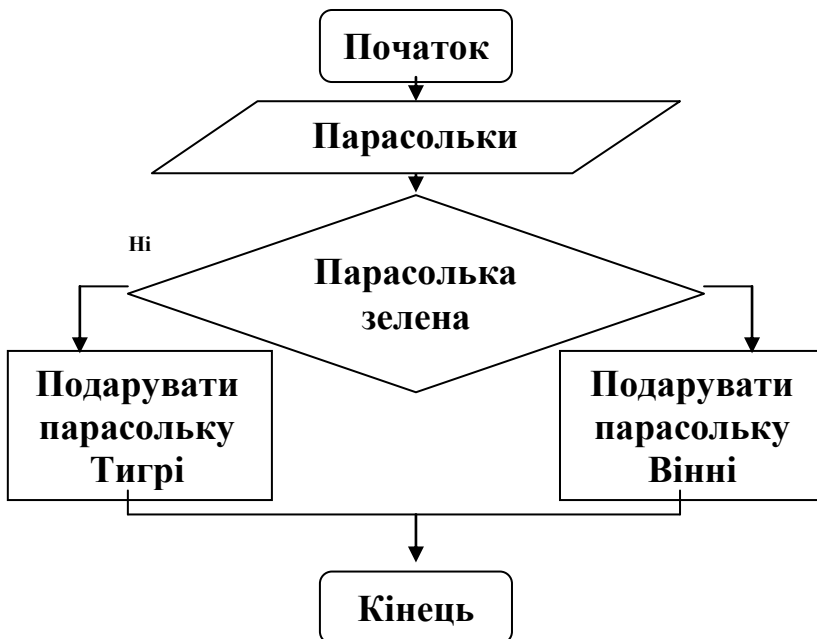 Початок
Парасольки
Ні
Парасолька
зелена
Подарувати
парасольку
Тигрі
Подарувати
парасольку
Вінні
Кінець